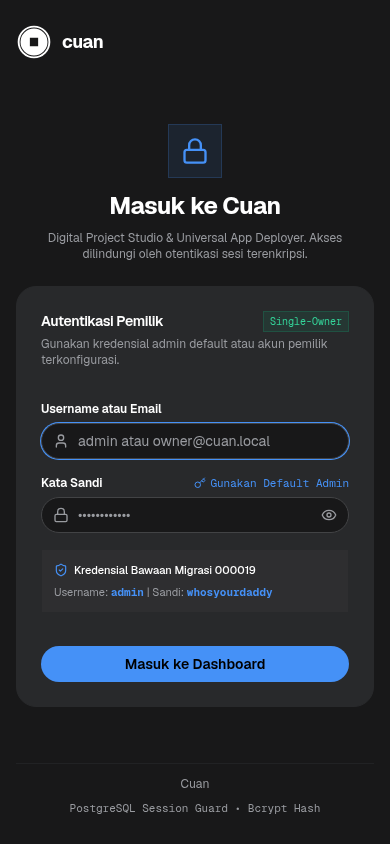 cuan
Masuk ke Cuan
Digital Project Studio & Universal App Deployer. Akses
dilindungi oleh otentikasi sesi terenkripsi.
Autentikasi Pemilik
Single-Owner
Gunakan kredensial admin default atau akun pemilik
terkonfigurasi.
Username atau Email
admin atau owner@cuan.local
Kata Sandi
Gunakan Default Admin
••••••••••••
Kredensial Bawaan Migrasi 000019
Username: admin | Sandi: whosyourdaddy
Masuk ke Dashboard
Cuan
PostgreSQL Session Guard • Bcrypt Hash